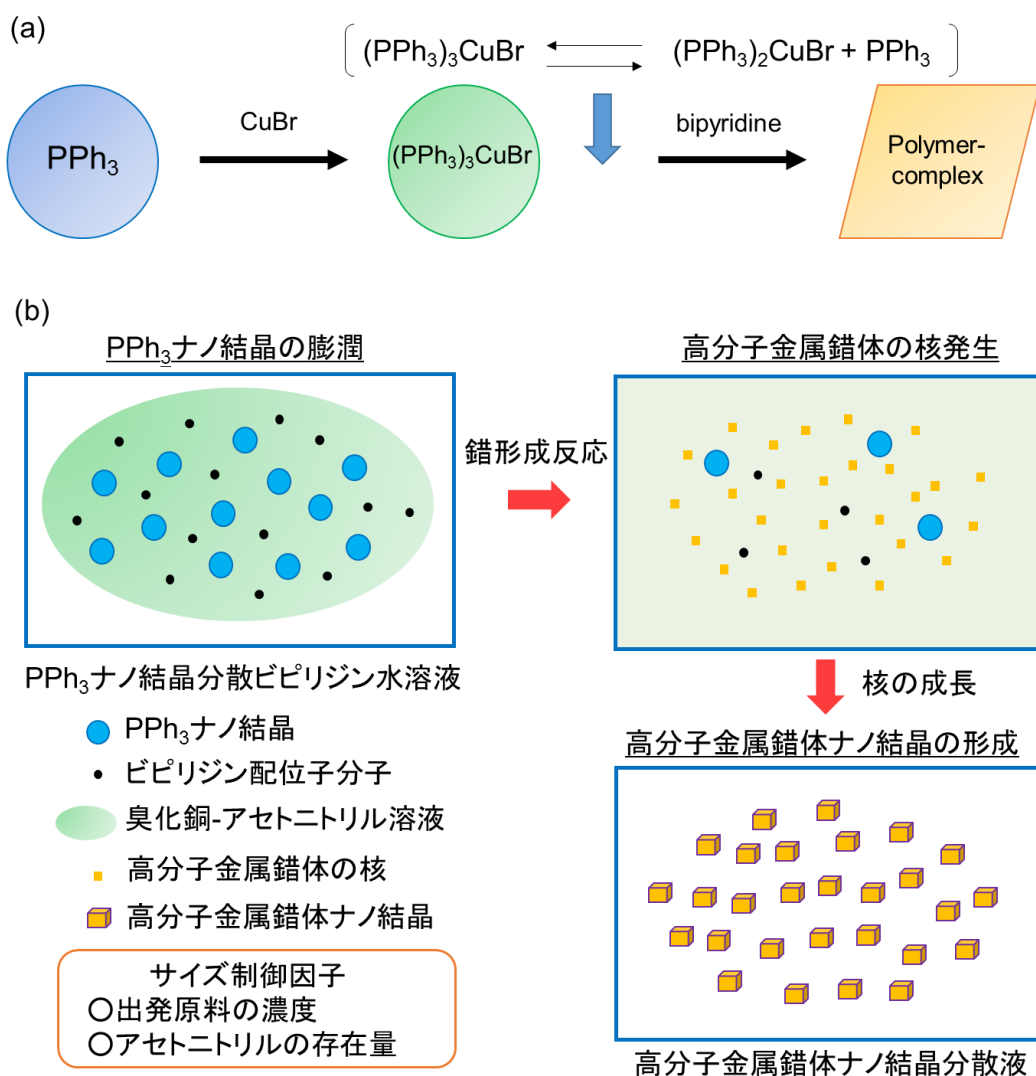 (a)
(PPh₃)₃CuBr ⇄ (PPh₃)₂CuBr + PPh₃
PPh₃
CuBr
(PPh₃)₃CuBr
bipyridine
Polymer-
complex
(b)
PPh₃ナノ結晶の膨潤
高分子金属錯体の核発生
錯形成反応
PPh₃ナノ結晶分散ビピリジン水溶液
核の成長
PPh₃ナノ結晶
ビピリジン配位子分子
臭化銅-アセトニトリル溶液
高分子金属錯体の核
高分子金属錯体ナノ結晶
サイズ制御因子
〇出発原料の濃度
〇アセトニトリルの存在量
高分子金属錯体ナノ結晶の形成
高分子金属錯体ナノ結晶分散液